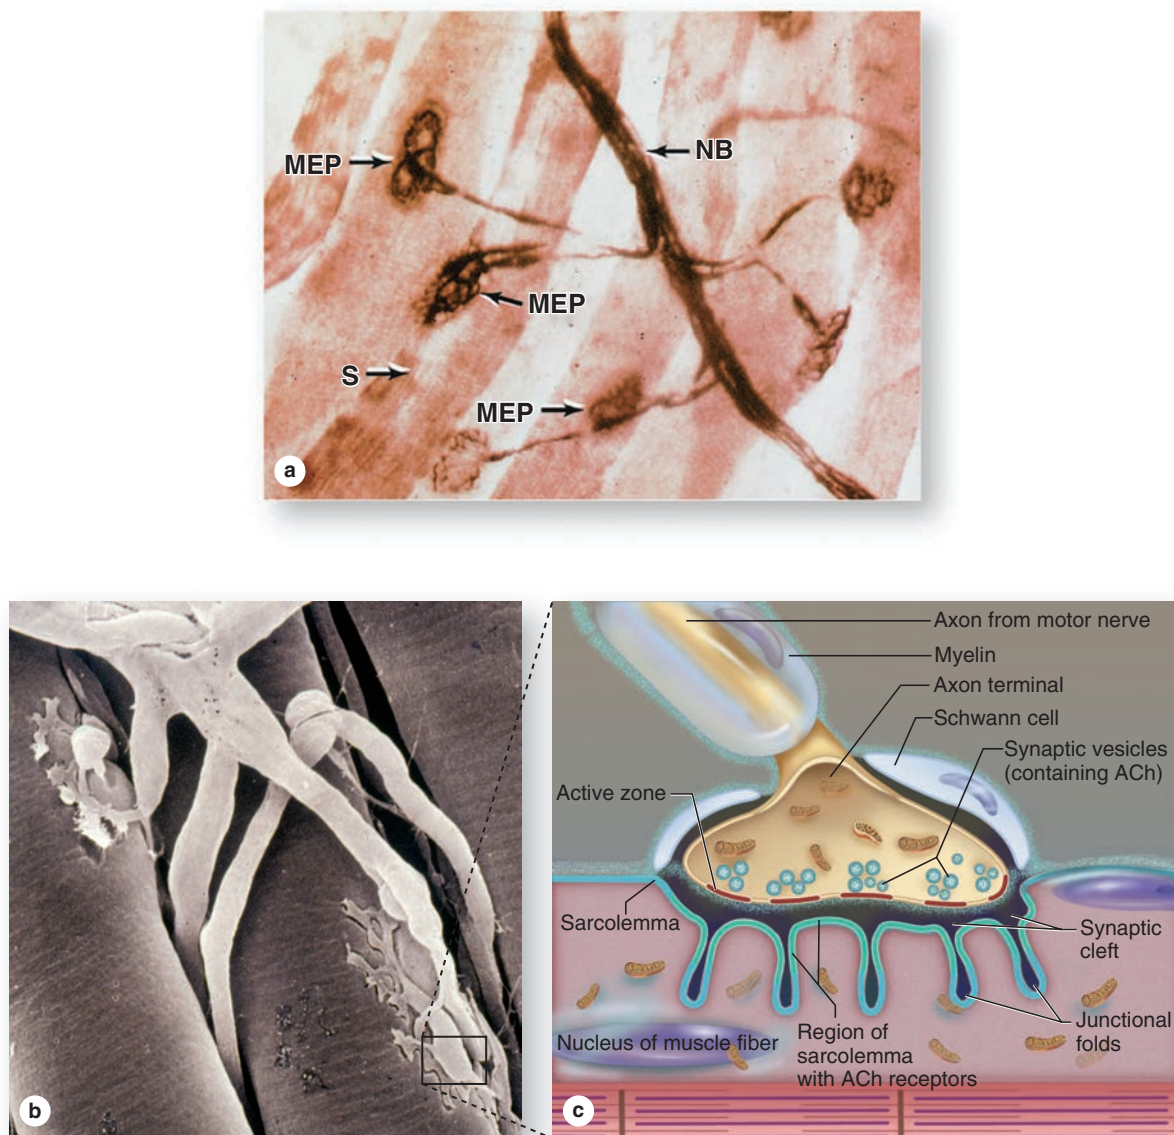 MEP
NB
MEP
S
MEP
a
Axon from motor nerve
Myelin
Axon terminal
Schwann cell
Synaptic vesicles
(containing ACh)
Active zone
Sarcolemma
Synaptic
cleft
Junctional
folds
Nucleus of muscle fiber
Region of
sarcolemma
with ACh receptors
b
c